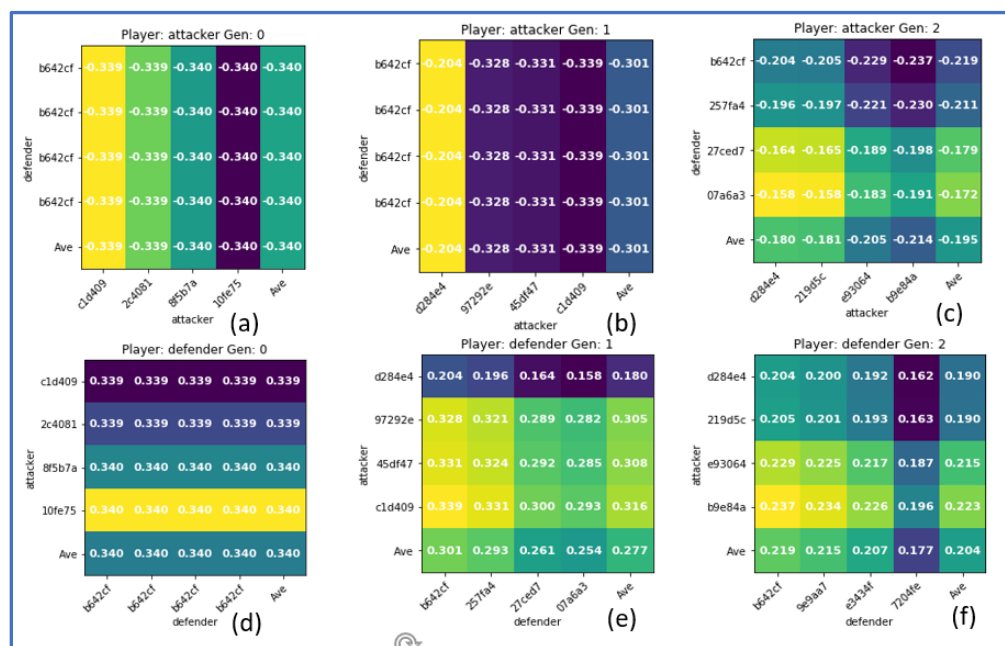 Player: attacker Gen: 0
b642cf -0.339 -0.339 -0.340 -0.340 -0.340
b642cf -0.339 -0.339 -0.340 -0.340 -0.340
b642cf -0.339 -0.339 -0.340 -0.340 -0.340
b642cf -0.339 -0.339 -0.340 -0.340 -0.340
Ave -0.339 -0.339 -0.340 -0.340 -0.340
defender
c1d409 2c4081 8f5b7a 10fe75 Ave
attacker
(a)
Player: attacker Gen: 1
b642cf -0.204 -0.328 -0.331 -0.339 -0.301
b642cf -0.204 -0.328 -0.331 -0.339 -0.301
b642cf -0.204 -0.328 -0.331 -0.339 -0.301
b642cf -0.204 -0.328 -0.331 -0.339 -0.301
Ave -0.204 -0.328 -0.331 -0.339 -0.301
defender
d284e4 97292e 45df47 c1d409 Ave
attacker
(b)
Player: attacker Gen: 2
b642cf -0.204 -0.205 -0.229 -0.237 -0.219
257fa4 -0.196 -0.197 -0.221 -0.230 -0.211
27ced7 -0.164 -0.165 -0.189 -0.198 -0.179
07a6a3 -0.158 -0.158 -0.183 -0.191 -0.172
Ave -0.180 -0.181 -0.205 -0.214 -0.195
defender
d284e4 219d5c e93064 b9e84a Ave
attacker
(c)
Player: defender Gen: 0
c1d409 0.339 0.339 0.339 0.339 0.339
2c4081 0.339 0.339 0.339 0.339 0.339
8f5b7a 0.340 0.340 0.340 0.340 0.340
10fe75 0.340 0.340 0.340 0.340 0.340
Ave 0.340 0.340 0.340 0.340 0.340
attacker
b642cf b642cf b642cf b642cf Ave
defender
(d)
Player: defender Gen: 1
d284e4 0.204 0.196 0.164 0.158 0.180
97292e 0.328 0.321 0.289 0.282 0.305
45df47 0.331 0.324 0.292 0.285 0.308
c1d409 0.339 0.331 0.300 0.293 0.316
Ave 0.301 0.293 0.261 0.254 0.277
attacker
b642cf 257fa4 27ced7 07a6a3 Ave
defender
(e)
Player: defender Gen: 2
d284e4 0.204 0.200 0.192 0.162 0.190
219d5c 0.205 0.201 0.193 0.163 0.190
e93064 0.229 0.225 0.217 0.187 0.215
b9e84a 0.237 0.234 0.226 0.196 0.223
Ave 0.219 0.215 0.207 0.177 0.204
attacker
b642cf 9e9aa7 e3434f 7204fe Ave
defender
(f)